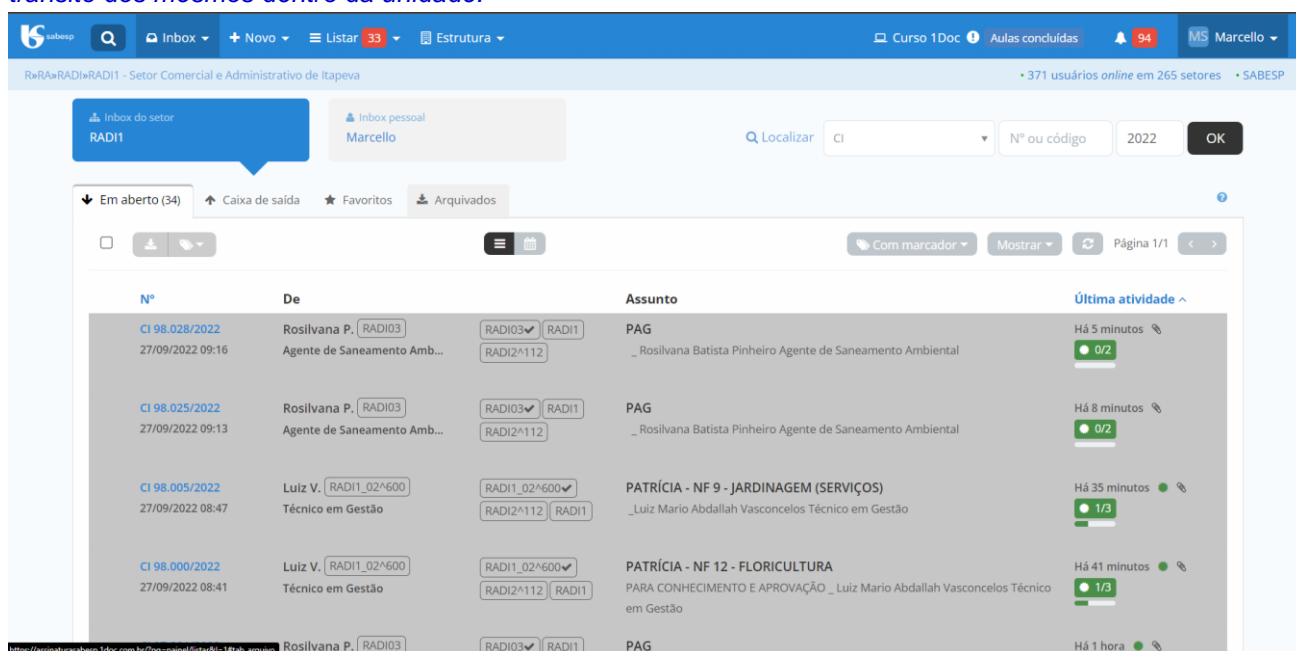 trânsito dos mesmos dentro da unidade.
sabesp Inbox Novo Listar 33 Estrutura Curso 1Doc Aulas concluídas 94 MS Marcello
R»RA»RADI»RADI1 - Setor Comercial e Administrativo de Itapeva • 371 usuários online em 265 setores • SABESP
Inbox do setor Inbox pessoal
RADI1 Marcello
Localizar CI Nº ou código 2022 OK
Em aberto (34) Caixa de saída Favoritos Arquivados
Com marcador Mostrar Página 1/1
Nº De Assunto Última atividade
CI 98.028/2022 Rosilvana P. RADI03 RADI03✔ RADI1 PAG Há 5 minutos
27/09/2022 09:16 Agente de Saneamento Amb... RADI2^112 _ Rosilvana Batista Pinheiro Agente de Saneamento Ambiental 0/2
CI 98.025/2022 Rosilvana P. RADI03 RADI03✔ RADI1 PAG Há 8 minutos
27/09/2022 09:13 Agente de Saneamento Amb... RADI2^112 _ Rosilvana Batista Pinheiro Agente de Saneamento Ambiental 0/2
CI 98.005/2022 Luiz V. RADI1_02^600 RADI1_02^600✔ PATRÍCIA - NF 9 - JARDINAGEM (SERVIÇOS) Há 35 minutos
27/09/2022 08:47 Técnico em Gestão RADI2^112 RADI1 _Luiz Mario Abdallah Vasconcelos Técnico em Gestão 1/3
CI 98.000/2022 Luiz V. RADI1_02^600 RADI1_02^600✔ PATRÍCIA - NF 12 - FLORICULTURA Há 41 minutos
27/09/2022 08:41 Técnico em Gestão RADI2^112 RADI1 PARA CONHECIMENTO E APROVAÇÃO _ Luiz Mario Abdallah Vasconcelos Técnico 1/3
em Gestão
Rosilvana P. RADI03 RADI03✔ RADI1 PAG Há 1 hora